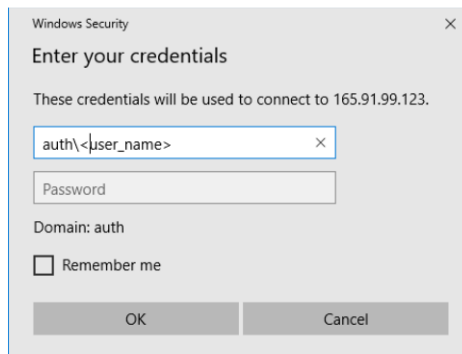 Windows Security
Enter your credentials
These credentials will be used to connect to 165.91.99.123.
auth\<user_name>
Password
Domain: auth
Remember me
OK
Cancel